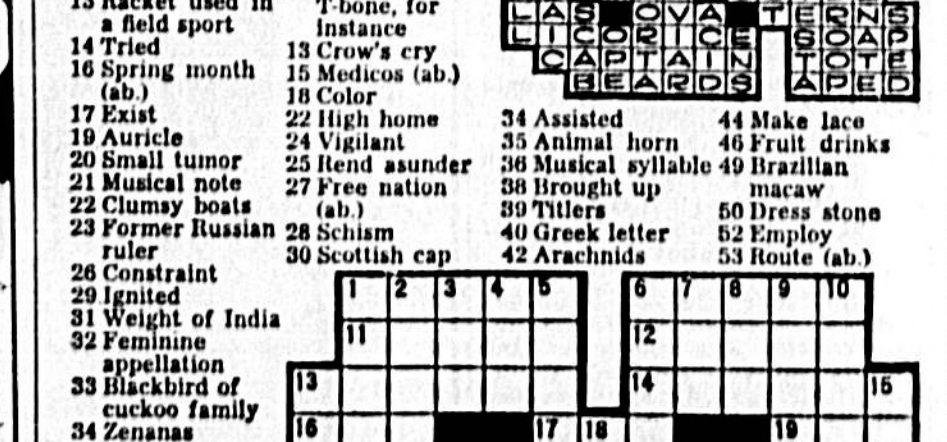 13 Racket used in
a field sport
14 Tried
16 Spring month
(ab.)
17 Exist
19 Auricle
20 Small tumor
21 Musical note
22 Clumsy boats
23 Former Russian
ruler
26 Constraint
29 Ignited
31 Weight of India
32 Feminine
appellation
33 Blackbird of
cuckoo family
34 Zenanas
T-bone, for
instance
13 Crow's cry
15 Medicos (ab.)
18 Color
22 High home
24 Vigilant
25 Rend asunder
27 Free nation
(ab.)
28 Schism
30 Scottish cap
LAS OVA TERNS
LICORICE SOAP
CAPTAINS TOTE
BEARDS APED
34 Assisted
35 Animal horn
36 Musical syllable
38 Brought up
39 Titlers
40 Greek letter
42 Arachnids
44 Make lace
46 Fruit drinks
49 Brazilian
macaw
50 Dress stone
52 Employ
53 Route (ab.)
1 2 3 4 5 6 7 8 9 10
11 12
13 14 15
16 17 18 19